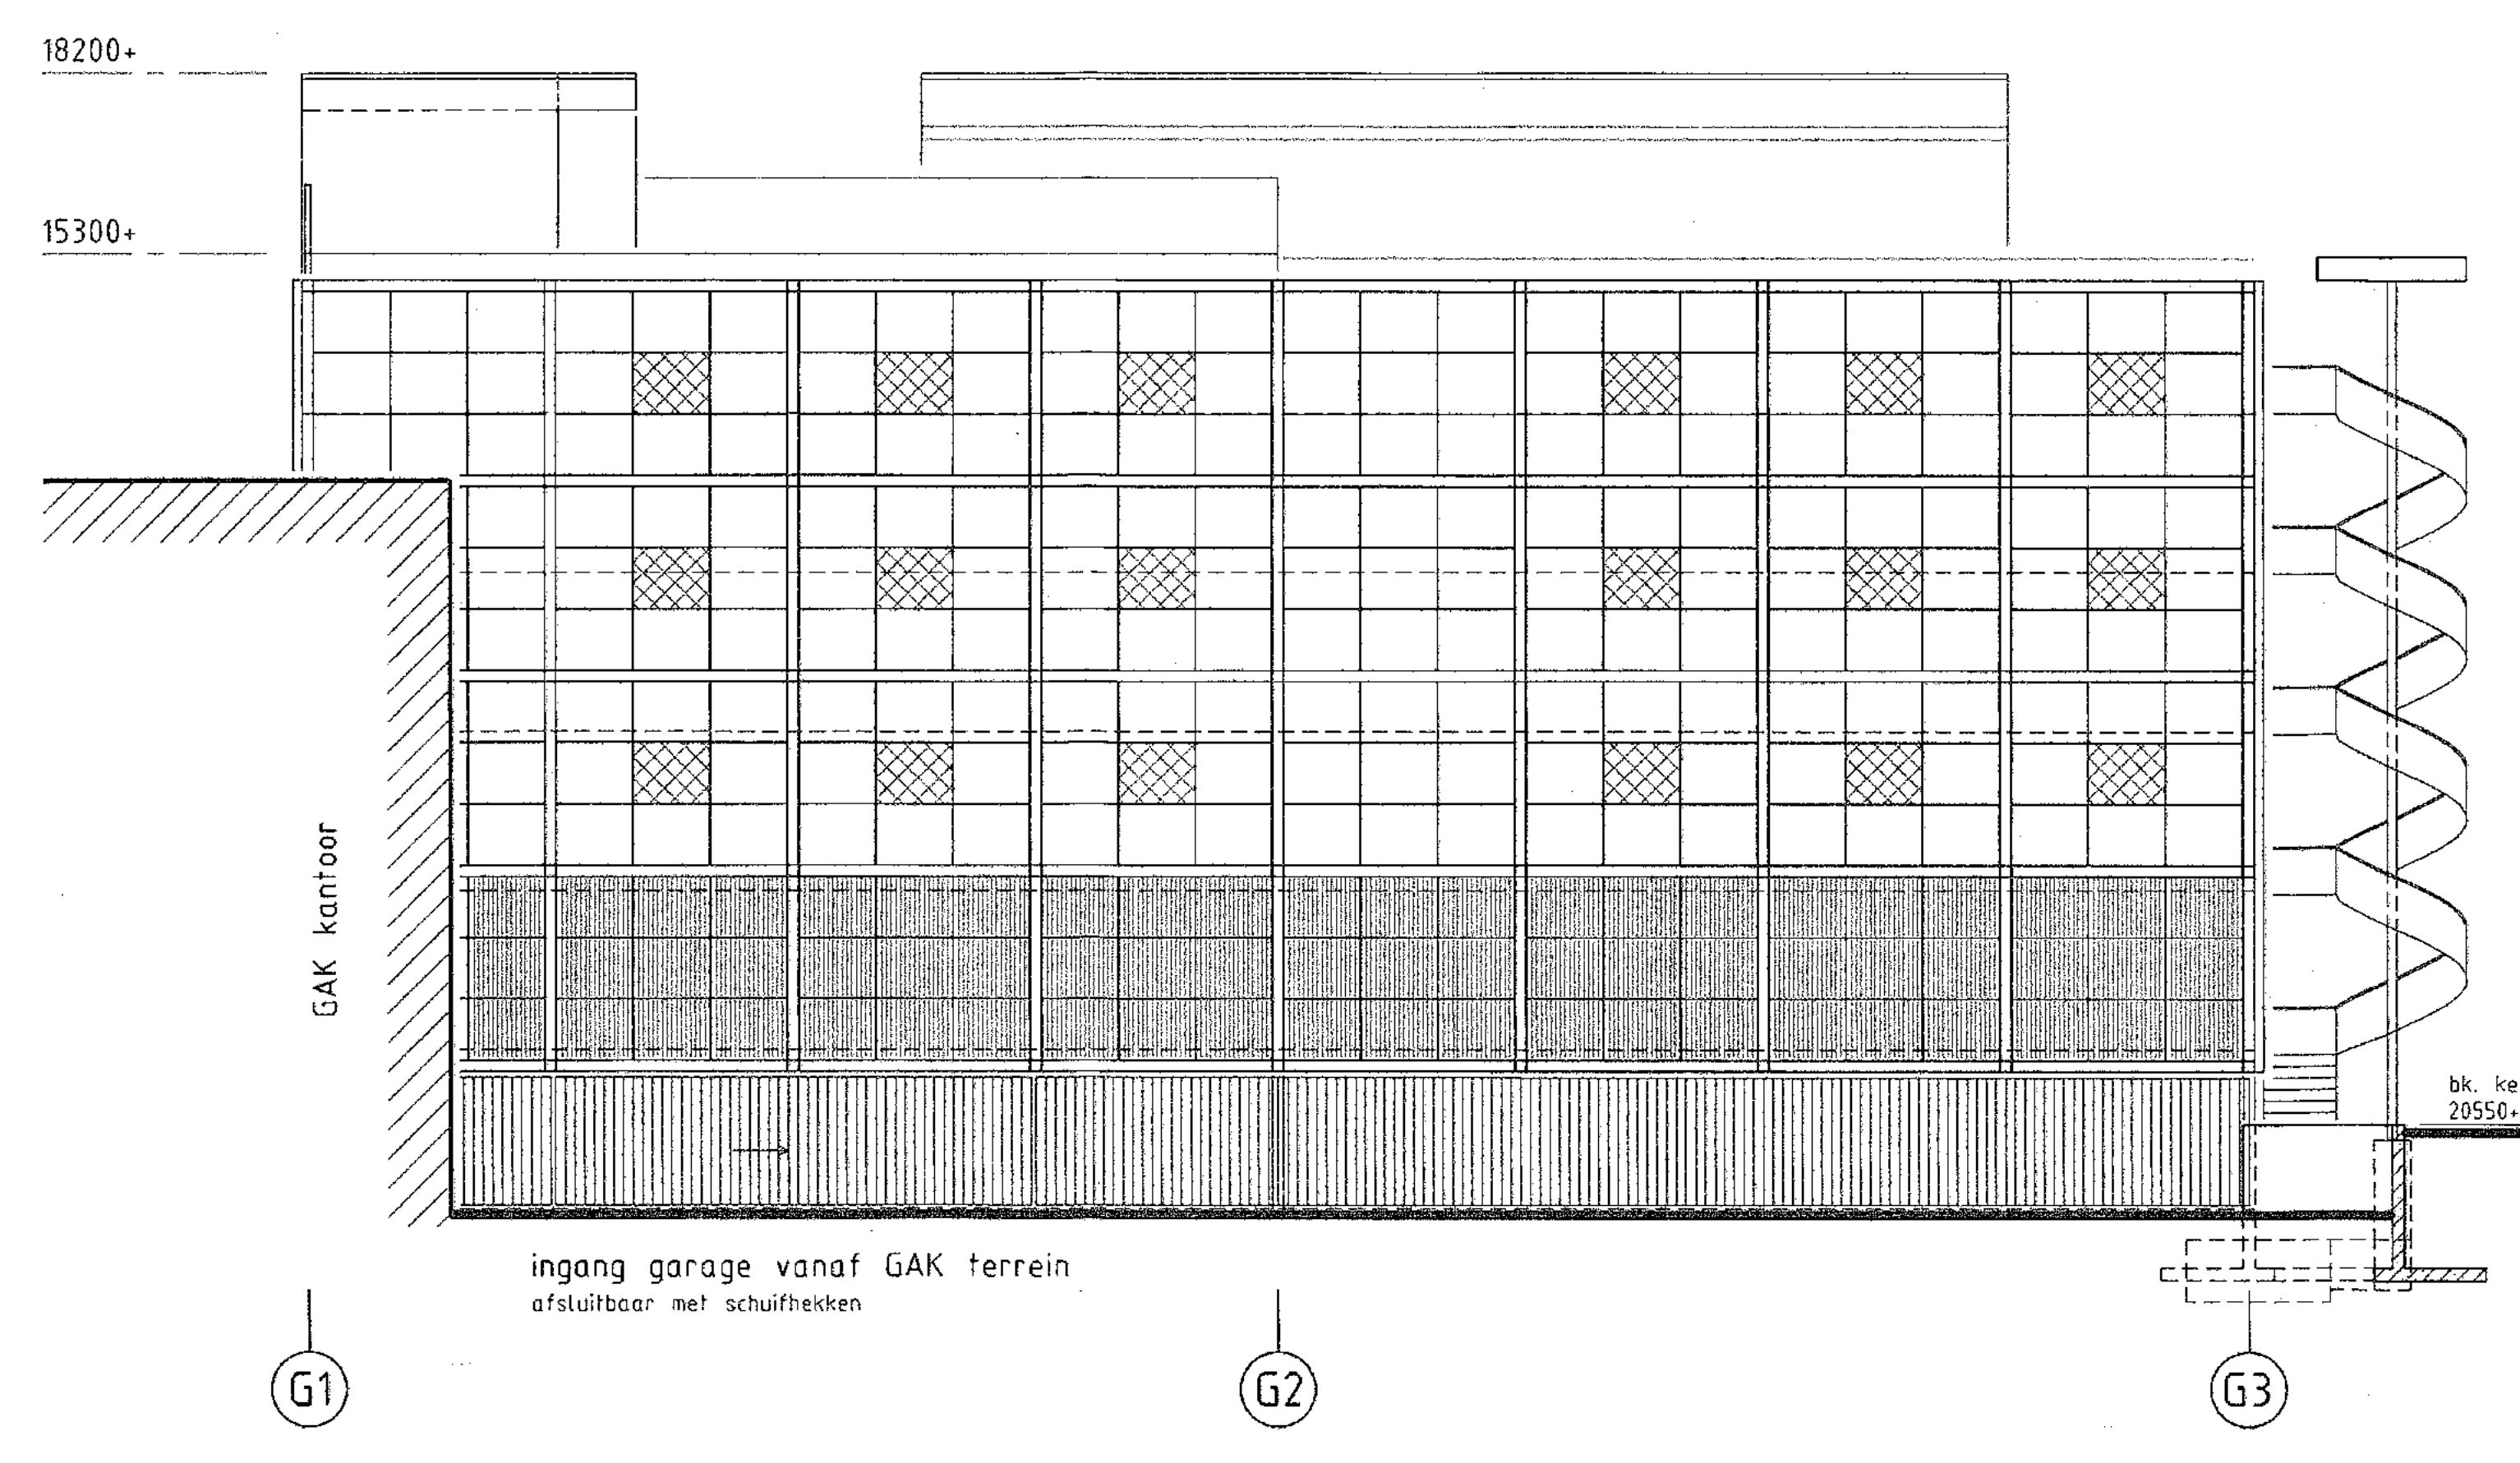 18200+
15300+
GAK kantoor
bk. ke
20550+
ingang garage vanaf GAK terrein
afsluitbaar met schuifhekken
G1
G2
G3